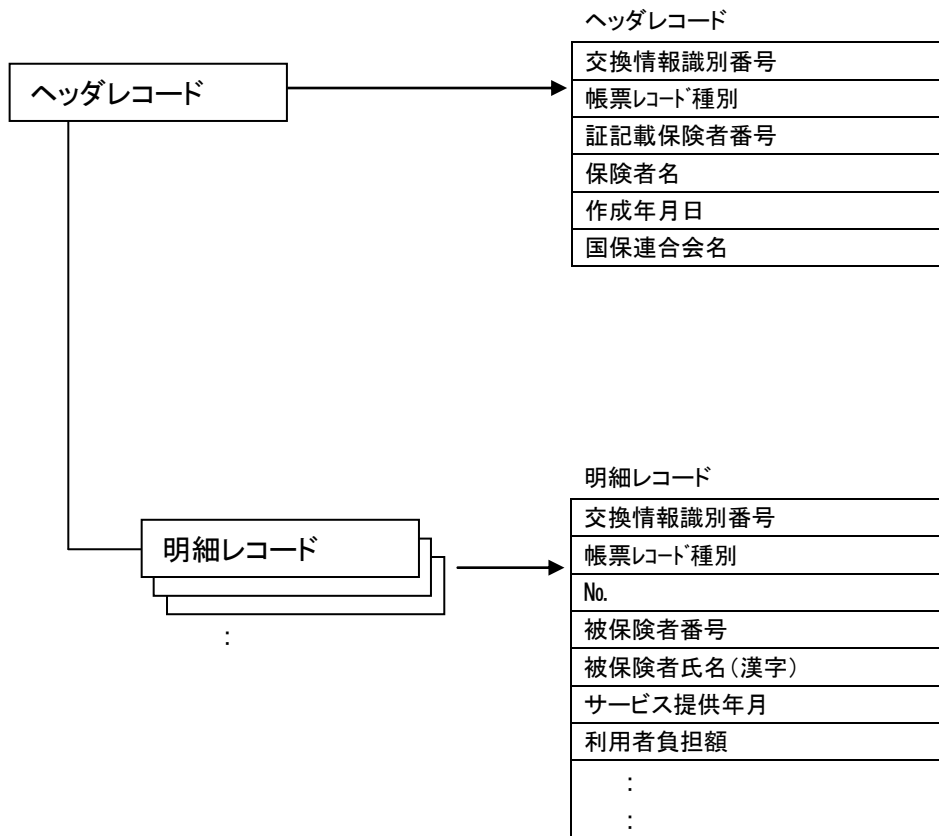 ヘッダレコード
ヘッダレコード
交換情報識別番号
帳票ﾚｺｰﾄﾞ種別
証記載保険者番号
保険者名
作成年月日
国保連合会名
明細レコード
明細レコード
:
交換情報識別番号
帳票ﾚｺｰﾄﾞ種別
№
被保険者番号
被保険者氏名(漢字)
サービス提供年月
利用者負担額
:
: